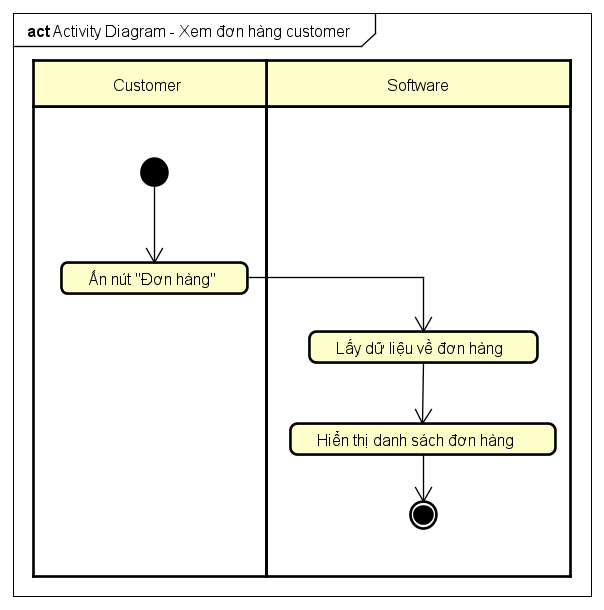 act Activity Diagram - Xem đơn hàng customer
Customer
Software
Ấn nút "Đơn hàng"
Lấy dữ liệu về đơn hàng
Hiển thị danh sách đơn hàng